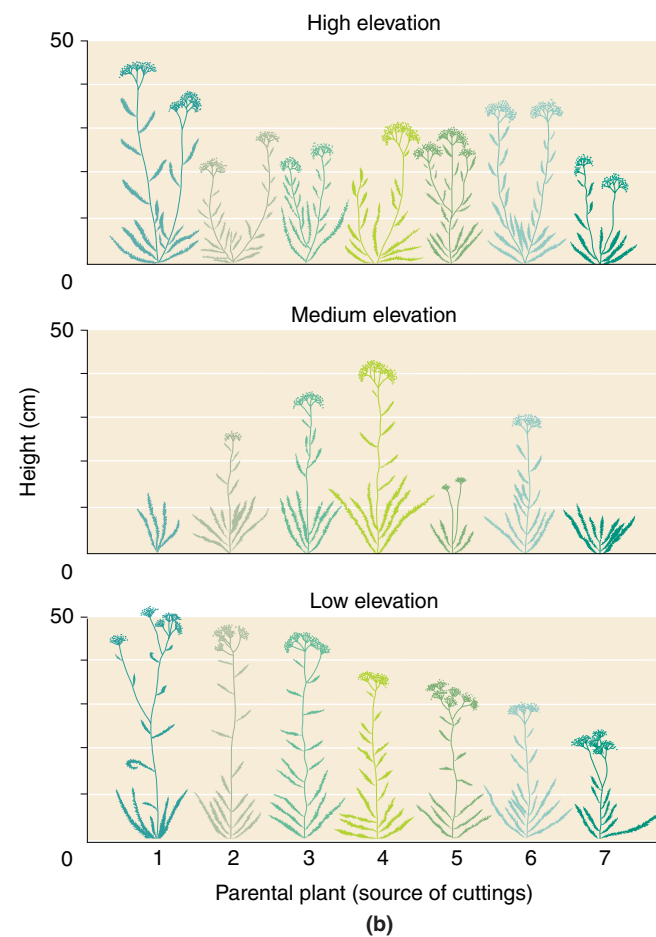 High elevation
50
0
Medium elevation
50
Height (cm)
0
Low elevation
50
0
1 2 3 4 5 6 7
Parental plant (source of cuttings)
(b)